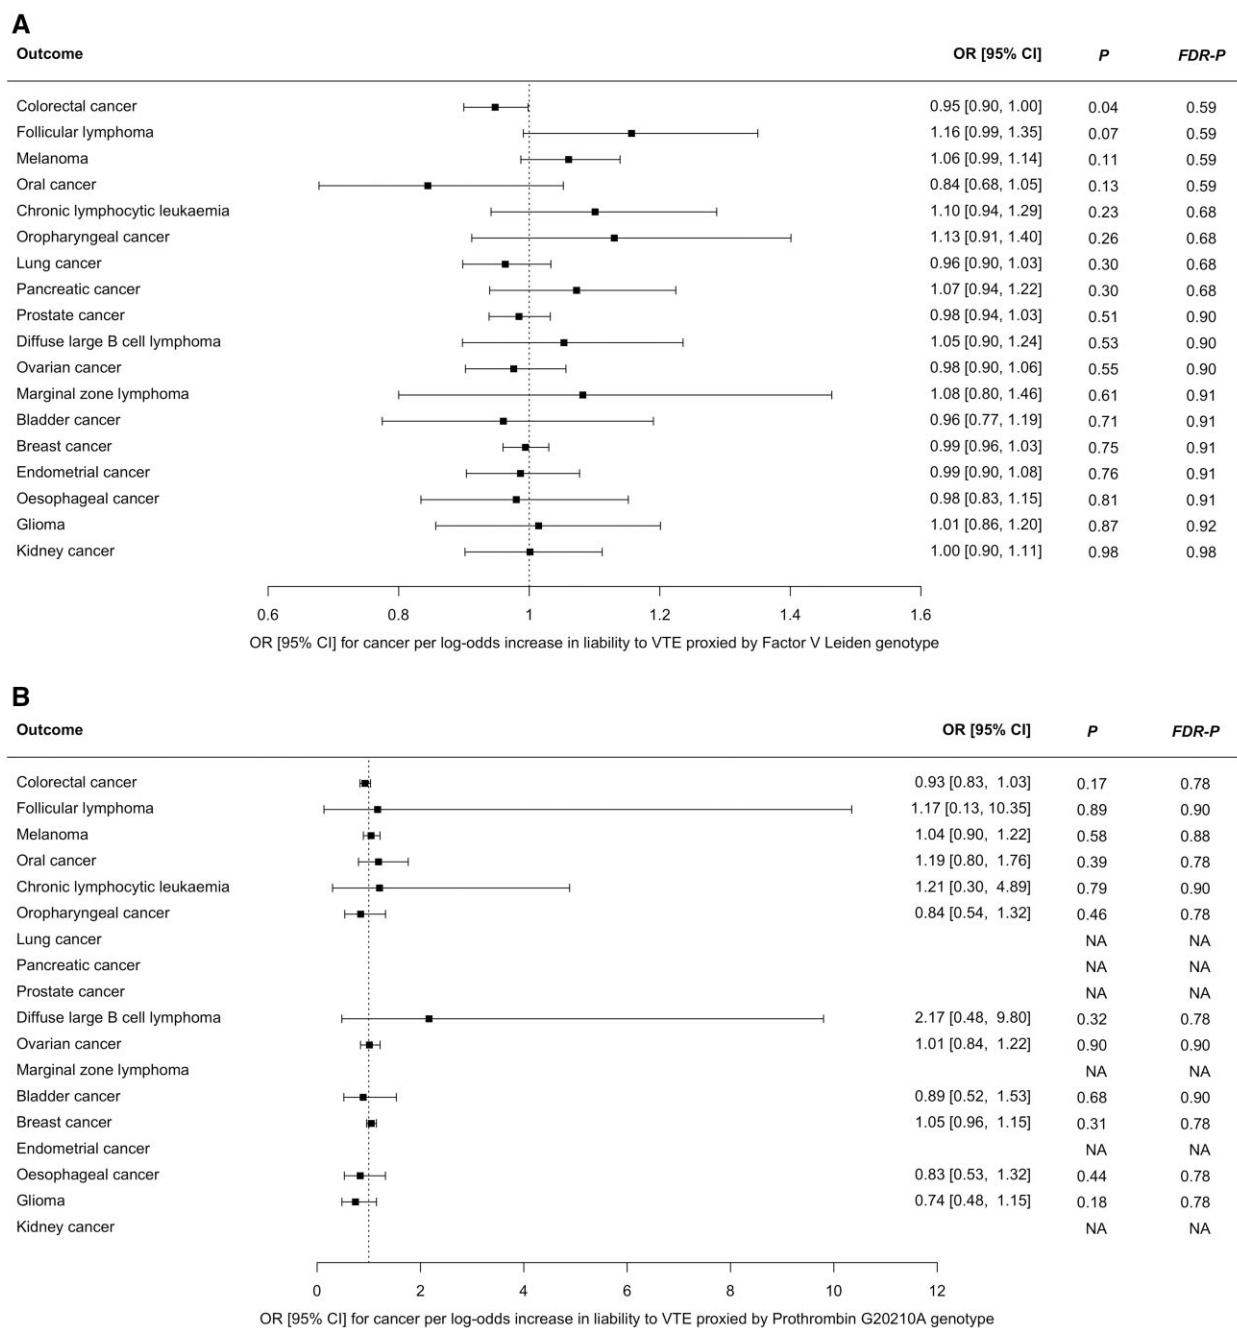 A
Outcome OR [95% CI] P FDR-P
Colorectal cancer 0.95 [0.90, 1.00] 0.04 0.59
Follicular lymphoma 1.16 [0.99, 1.35] 0.07 0.59
Melanoma 1.06 [0.99, 1.14] 0.11 0.59
Oral cancer 0.84 [0.68, 1.05] 0.13 0.59
Chronic lymphocytic leukaemia 1.10 [0.94, 1.29] 0.23 0.68
Oropharyngeal cancer 1.13 [0.91, 1.40] 0.26 0.68
Lung cancer 0.96 [0.90, 1.03] 0.30 0.68
Pancreatic cancer 1.07 [0.94, 1.22] 0.30 0.68
Prostate cancer 0.98 [0.94, 1.03] 0.51 0.90
Diffuse large B cell lymphoma 1.05 [0.90, 1.24] 0.53 0.90
Ovarian cancer 0.98 [0.90, 1.06] 0.55 0.90
Marginal zone lymphoma 1.08 [0.80, 1.46] 0.61 0.91
Bladder cancer 0.96 [0.77, 1.19] 0.71 0.91
Breast cancer 0.99 [0.96, 1.03] 0.75 0.91
Endometrial cancer 0.99 [0.90, 1.08] 0.76 0.91
Oesophageal cancer 0.98 [0.83, 1.15] 0.81 0.91
Glioma 1.01 [0.86, 1.20] 0.87 0.92
Kidney cancer 1.00 [0.90, 1.11] 0.98 0.98
0.6 0.8 1 1.2 1.4 1.6
OR [95% CI] for cancer per log-odds increase in liability to VTE proxied by Factor V Leiden genotype
B
Outcome OR [95% CI] P FDR-P
Colorectal cancer 0.93 [0.83, 1.03] 0.17 0.78
Follicular lymphoma 1.17 [0.13, 10.35] 0.89 0.90
Melanoma 1.04 [0.90, 1.22] 0.58 0.88
Oral cancer 1.19 [0.80, 1.76] 0.39 0.78
Chronic lymphocytic leukaemia 1.21 [0.30, 4.89] 0.79 0.90
Oropharyngeal cancer 0.84 [0.54, 1.32] 0.46 0.78
Lung cancer NA NA
Pancreatic cancer NA NA
Prostate cancer NA NA
Diffuse large B cell lymphoma 2.17 [0.48, 9.80] 0.32 0.78
Ovarian cancer 1.01 [0.84, 1.22] 0.90 0.90
Marginal zone lymphoma NA NA
Bladder cancer 0.89 [0.52, 1.53] 0.68 0.90
Breast cancer 1.05 [0.96, 1.15] 0.31 0.78
Endometrial cancer NA NA
Oesophageal cancer 0.83 [0.53, 1.32] 0.44 0.78
Glioma 0.74 [0.48, 1.15] 0.18 0.78
Kidney cancer NA NA
0 2 4 6 8 10 12
OR [95% CI] for cancer per log-odds increase in liability to VTE proxied by Prothrombin G20210A genotype